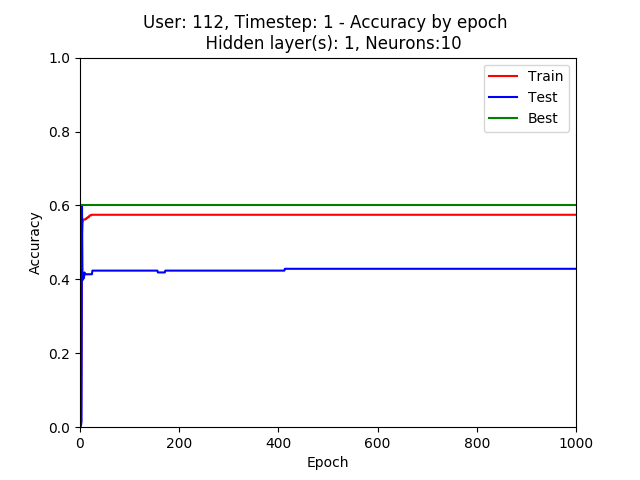 User: 112, Timestep: 1 - Accuracy by epoch
Hidden layer(s): 1, Neurons:10
Train
Test
Best
1.0
0.8
0.6
0.4
0.2
0.0
Accuracy
0 200 400 600 800 1000
Epoch